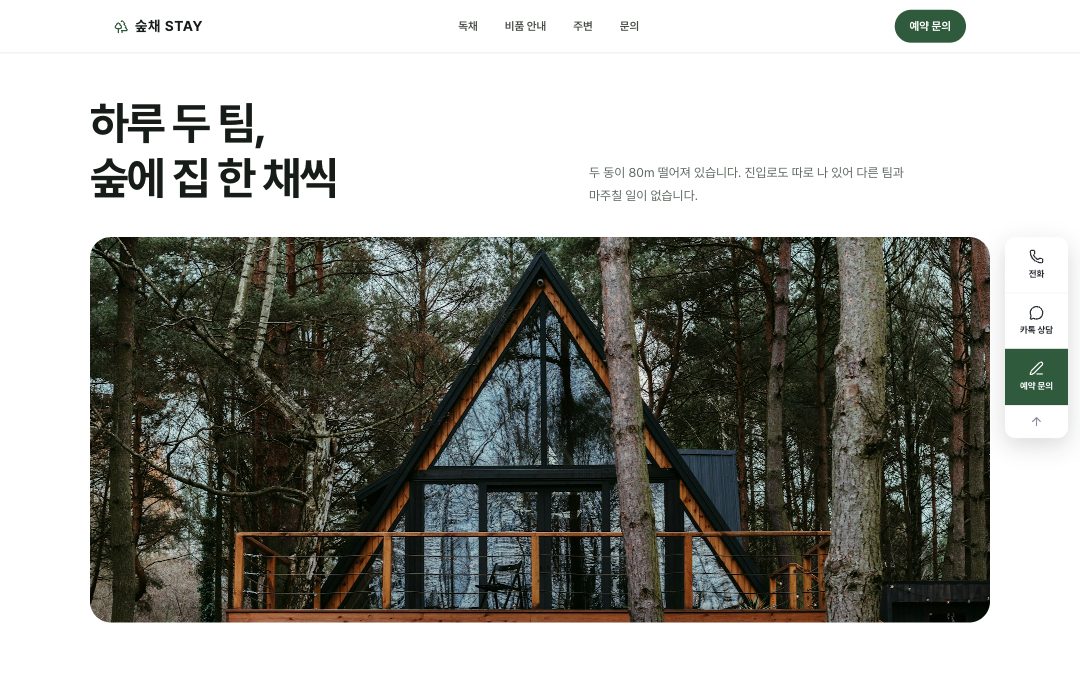 숲채 STAY
독채
비품 안내
주변
문의
예약 문의
하루 두 팀,
숲에 집 한 채씩
두 동이 80m 떨어져 있습니다. 진입로도 따로 나 있어 다른 팀과
마주칠 일이 없습니다.
전화
카톡 상담
예약 문의